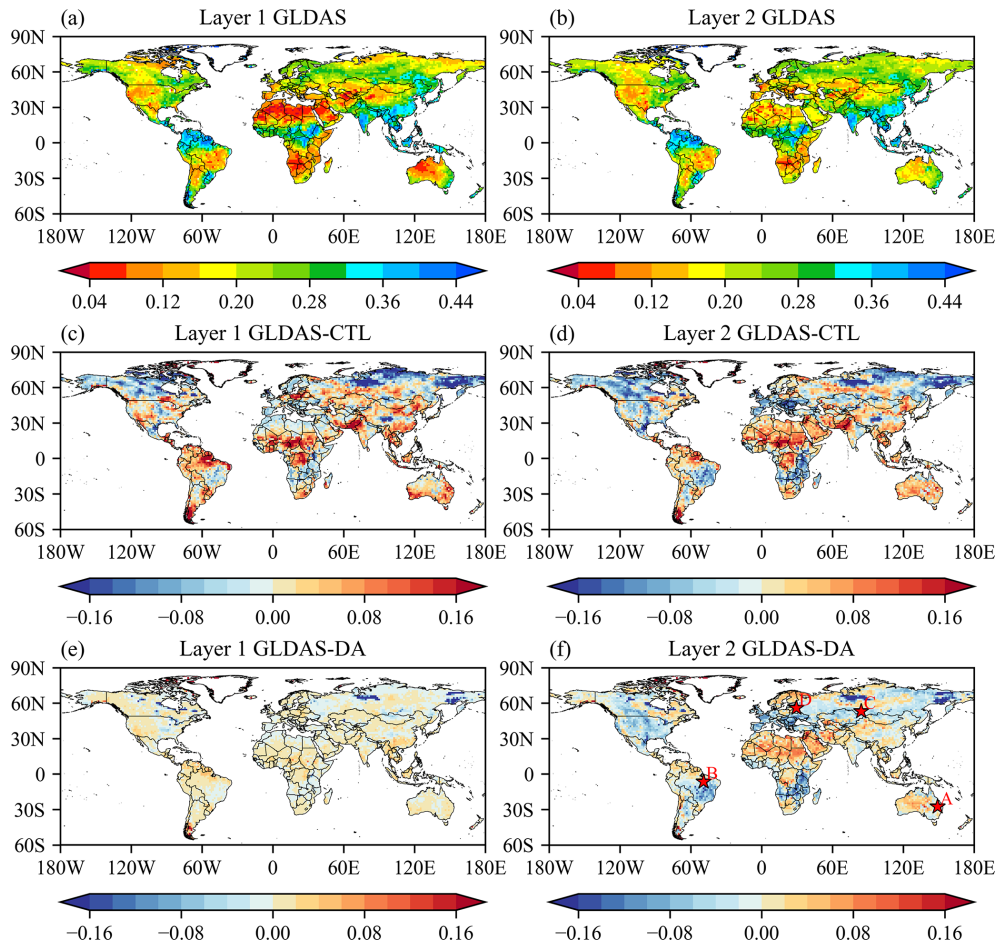 (a) Layer 1 GLDAS
(b) Layer 2 GLDAS
90N 60N 30N 0 30S 60S
180W 120W 60W 0 60E 120E 180E
90N 60N 30N 0 30S 60S
180W 120W 60W 0 60E 120E 180E
0.04 0.12 0.20 0.28 0.36 0.44
0.04 0.12 0.20 0.28 0.36 0.44
(c) Layer 1 GLDAS-CTL
(d) Layer 2 GLDAS-CTL
90N 60N 30N 0 30S 60S
180W 120W 60W 0 60E 120E 180E
90N 60N 30N 0 30S 60S
180W 120W 60W 0 60E 120E 180E
−0.16 −0.08 0.00 0.08 0.16
−0.16 −0.08 0.00 0.08 0.16
(e) Layer 1 GLDAS-DA
(f) Layer 2 GLDAS-DA
90N 60N 30N 0 30S 60S
180W 120W 60W 0 60E 120E 180E
90N 60N 30N 0 30S 60S
D C
B
A
180W 120W 60W 0 60E 120E 180E
−0.16 −0.08 0.00 0.08 0.16
−0.16 −0.08 0.00 0.08 0.16